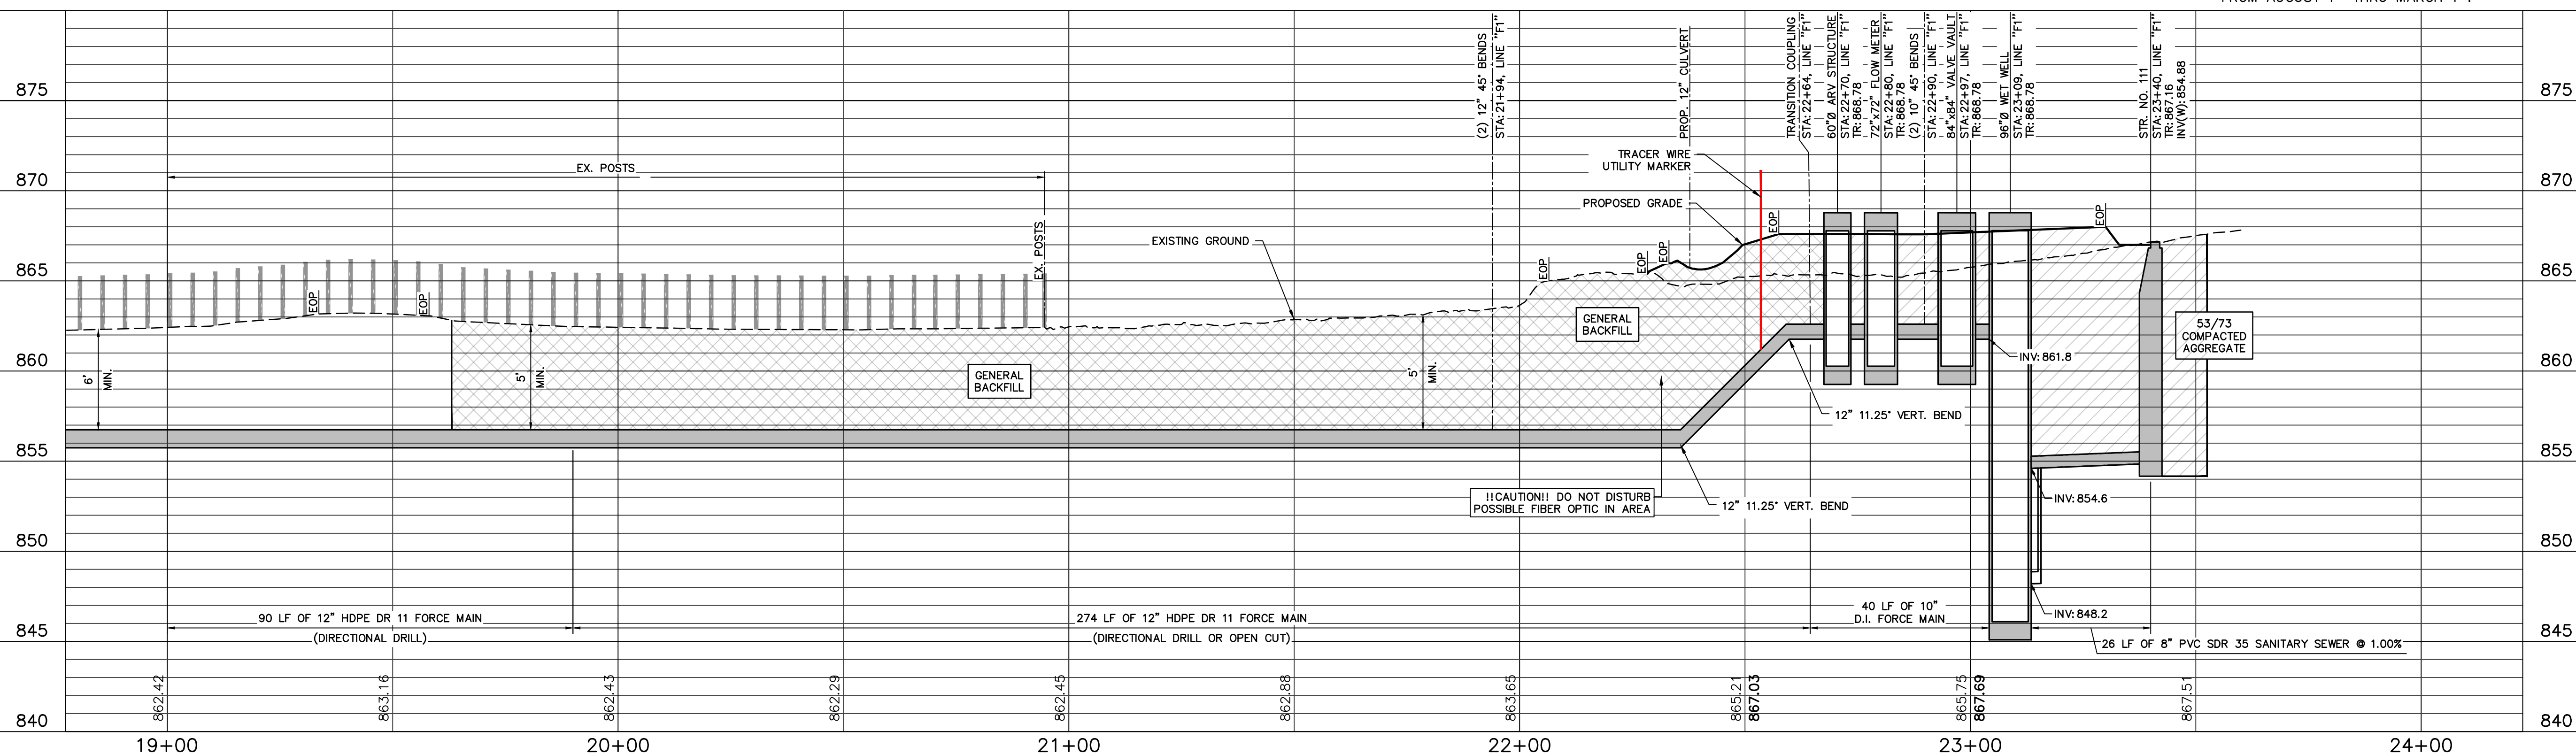 FROM AUGUST 1 THRU MARCH 1 .
875
870
865
860
855
850
845
840
875
870
865
860
855
850
845
840
(2) 12" 45° BENDS
STA: 21+94, LINE "F1"
PROP. 12" CULVERT
TRANSITION COUPLING
STA: 22+64, LINE "F1"
60"Ø ARV STRUCTURE
STA: 22+70, LINE "F1"
TR: 868.78
72"x72" FLOW METER
STA: 22+80, LINE "F1"
TR: 868.78
(2) 10" 45° BENDS
STA: 22+90, LINE "F1"
84"x84" VALVE VAULT
STA: 22+97, LINE "F1"
TR: 868.78
96"Ø WET WELL
STA: 23+09, LINE "F1"
TR: 868.78
STR. NO. 111
STA: 23+40, LINE "F1"
TR: 867.16
INV(W): 854.88
EX. POSTS
EX. POSTS
TRACER WIRE
UTILITY MARKER
PROPOSED GRADE
EXISTING GROUND
EOP
EOP
EOP
EOP
EOP
EOP
EOP
6'
MIN.
5'
MIN.
5'
MIN.
GENERAL
BACKFILL
GENERAL
BACKFILL
53/73
COMPACTED
AGGREGATE
INV: 861.8
12" 11.25° VERT. BEND
12" 11.25° VERT. BEND
!!CAUTION!! DO NOT DISTURB
POSSIBLE FIBER OPTIC IN AREA
INV: 854.6
INV: 848.2
90 LF OF 12" HDPE DR 11 FORCE MAIN
(DIRECTIONAL DRILL)
274 LF OF 12" HDPE DR 11 FORCE MAIN
(DIRECTIONAL DRILL OR OPEN CUT)
40 LF OF 10"
D.I. FORCE MAIN
26 LF OF 8" PVC SDR 35 SANITARY SEWER @ 1.00%
862.42
863.16
862.43
862.29
862.45
862.88
863.65
865.21
867.03
865.75
867.69
867.51
19+00
20+00
21+00
22+00
23+00
24+00